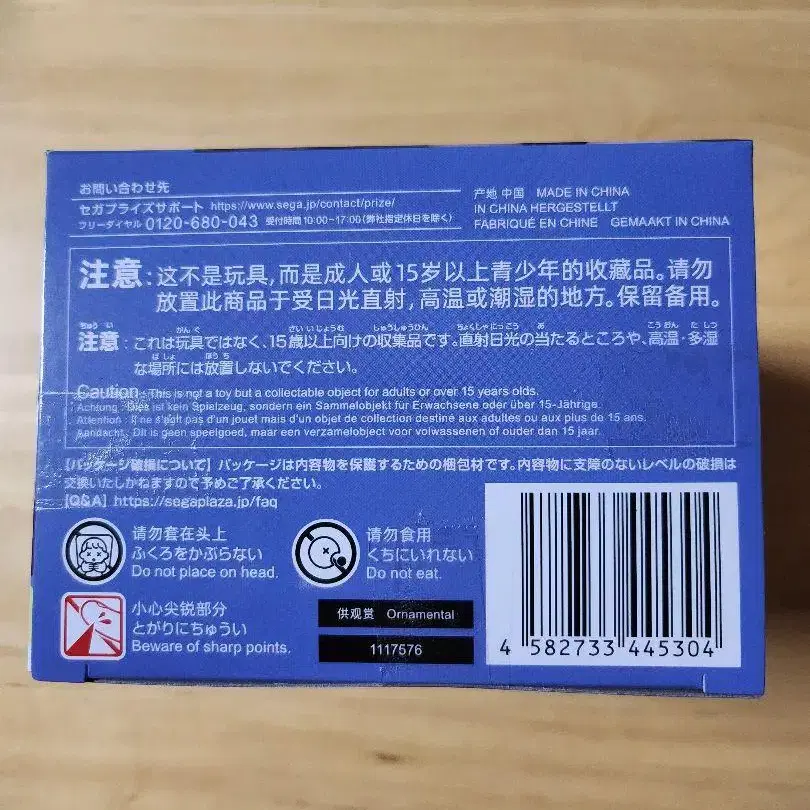 お問い合わせ先
セガプライズサポート https://www.sega.jp/contact/prize/
フリーダイヤル 0120-680-043 受付時間10:00~17:00(弊社指定休日を除く)
产地 中国 MADE IN CHINA
IN CHINA HERGESTELLT
FABRIQUÉ EN CHINE GEMAAKT IN CHINA
注意:这不是玩具,而是成人或15岁以上青少年的收藏品。请勿
放置此商品于受日光直射,高温或潮湿的地方。保留备用。
注意:これは玩具ではなく、15歳以上向けの収集品です。直射日光の当たるところや、高温・多湿
な場所には放置しないでください。
Caution : This is not a toy but a collectable object for adults or over 15 years olds.
Achtung : Dies ist kein Spielzeug, sondern ein Sammelobjekt für Erwachsene oder über 15-Jährige.
Attention : Il ne s'agit pas d'un jouet mais d'un objet de collection destiné aux adultes ou aux plus de 15 ans.
aandacht : Dit is geen speelgoed, maar een verzamelobject voor volwassenen of ouder dan 15 jaar.
【パッケージ破損について】パッケージは内容物を保護するための梱包材です。内容物に支障のないレベルの破損は
交換いたしかねますので予めご了承ください。
【Q&A】https://segaplaza.jp/faq
请勿套在头上
ふくろをかぶらない
Do not place on head.
请勿食用
くちにいれない
Do not eat.
小心尖锐部分
とがりにちゅうい
Beware of sharp points.
供观赏 Ornamental
1117576
4 582733 445304